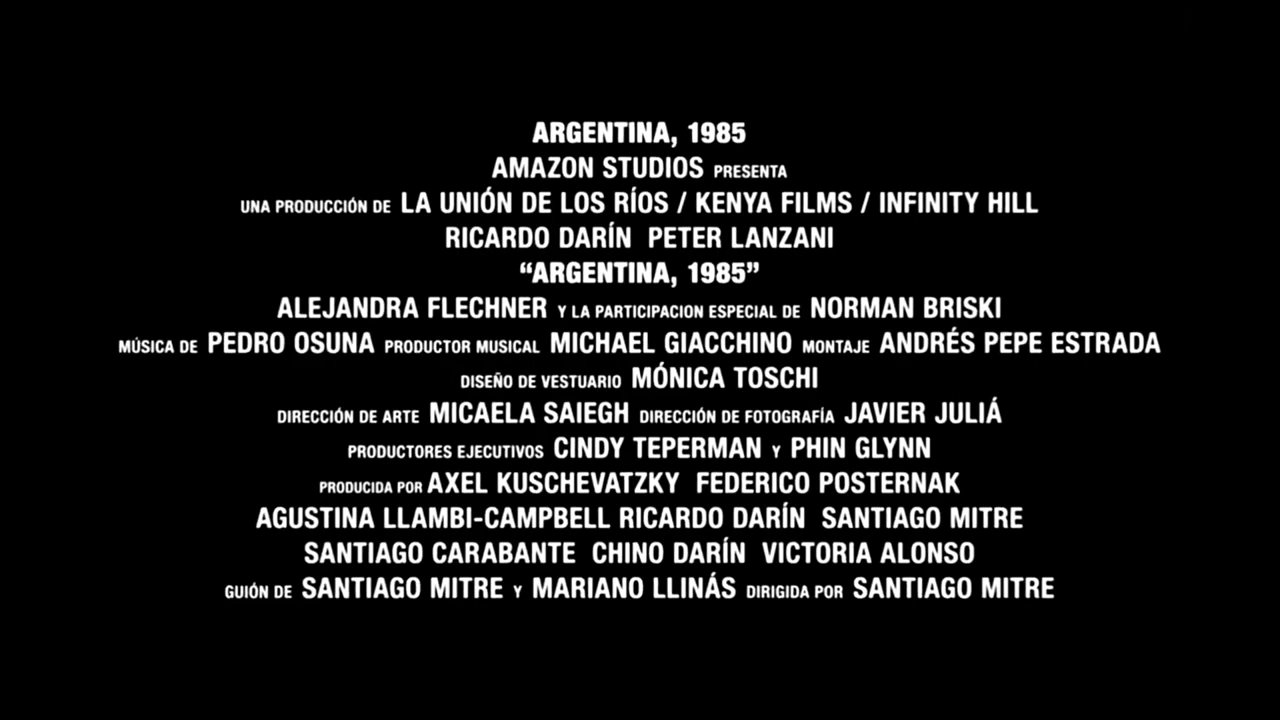 ARGENTINA, 1985
AMAZON STUDIOS PRESENTA
UNA PRODUCCIÓN DE LA UNIÓN DE LOS RÍOS / KENYA FILMS / INFINITY HILL
RICARDO DARÍN PETER LANZANI
“ARGENTINA, 1985”
ALEJANDRA FLECHNER Y LA PARTICIPACION ESPECIAL DE NORMAN BRISKI
MÚSICA DE PEDRO OSUNA PRODUCTOR MUSICAL MICHAEL GIACCHINO MONTAJE ANDRÉS PEPE ESTRADA
DISEÑO DE VESTUARIO MÓNICA TOSCHI
DIRECCIÓN DE ARTE MICAELA SAIEGH DIRECCIÓN DE FOTOGRAFÍA JAVIER JULIÁ
PRODUCTORES EJECUTIVOS CINDY TEPERMAN Y PHIN GLYNN
PRODUCIDA POR AXEL KUSCHEVATZKY FEDERICO POSTERNAK
AGUSTINA LLAMBI-CAMPBELL RICARDO DARÍN SANTIAGO MITRE
SANTIAGO CARABANTE CHINO DARÍN VICTORIA ALONSO
GUIÓN DE SANTIAGO MITRE Y MARIANO LLINÁS DIRIGIDA POR SANTIAGO MITRE